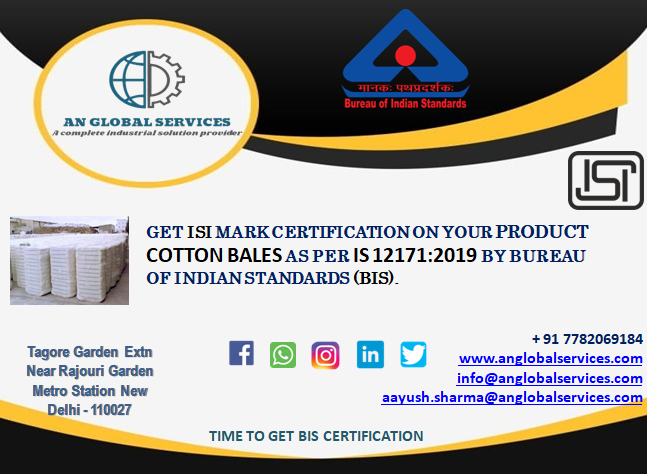 AN GLOBAL SERVICES
A complete industrial solution provider
मानकः पथप्रदर्शकः
Bureau of Indian Standards
ISI
GET ISI MARK CERTIFICATION ON YOUR PRODUCT
COTTON BALES AS PER IS 12171:2019 BY BUREAU
OF INDIAN STANDARDS (BIS).
Tagore Garden Extn
Near Rajouri Garden
Metro Station New
Delhi - 110027
+ 91 7782069184
www.anglobalservices.com
info@anglobalservices.com
aayush.sharma@anglobalservices.com
TIME TO GET BIS CERTIFICATION